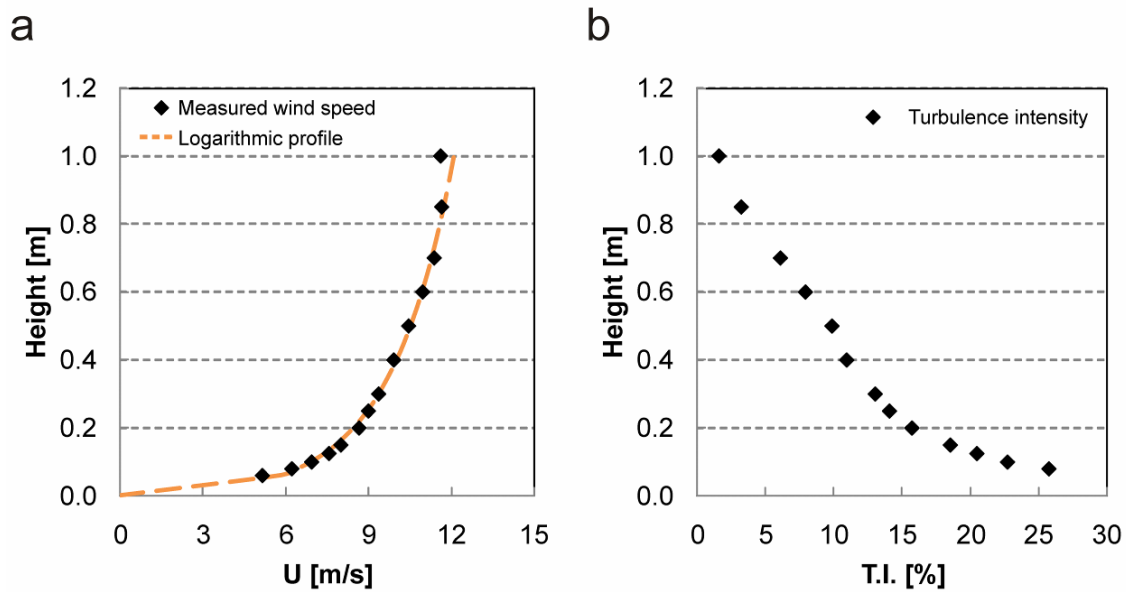 a
1.2
1.0
0.8
0.6
0.4
0.2
0.0
Height [m]
Measured wind speed
Logarithmic profile
0 3 6 9 12 15
U [m/s]
b
1.2
1.0
0.8
0.6
0.4
0.2
0.0
Height [m]
Turbulence intensity
0 5 10 15 20 25 30
T.I. [%]